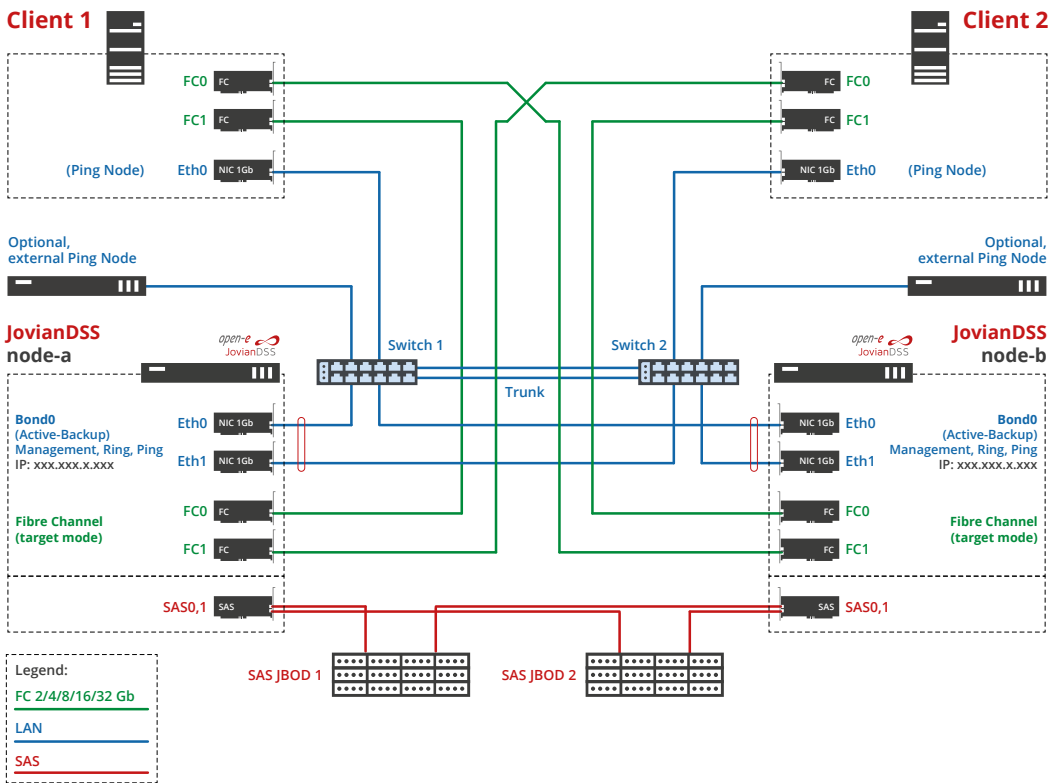 Client 1
Client 2
FC0
FC
FC
FC0
FC1
FC
FC
FC1
(Ping Node)
Eth0
NIC 1Gb
NIC 1Gb
Eth0
(Ping Node)
Optional,
external Ping Node
Optional,
external Ping Node
JovianDSS
node-a
open-e
JovianDSS
Switch 1
Switch 2
open-e
JovianDSS
JovianDSS
node-b
Trunk
Bond0
(Active-Backup)
Management, Ring, Ping
IP: xxx.xxx.x.xxx
Eth0
NIC 1Gb
Eth1
NIC 1Gb
NIC 1Gb
Eth0
NIC 1Gb
Eth1
Bond0
(Active-Backup)
Management, Ring, Ping
IP: xxx.xxx.x.xxx
Fibre Channel
(target mode)
FC0
FC
FC1
FC
FC
FC0
FC
FC1
Fibre Channel
(target mode)
SAS0,1
SAS
SAS
SAS0,1
SAS JBOD 1
SAS JBOD 2
Legend:
FC 2/4/8/16/32 Gb
LAN
SAS